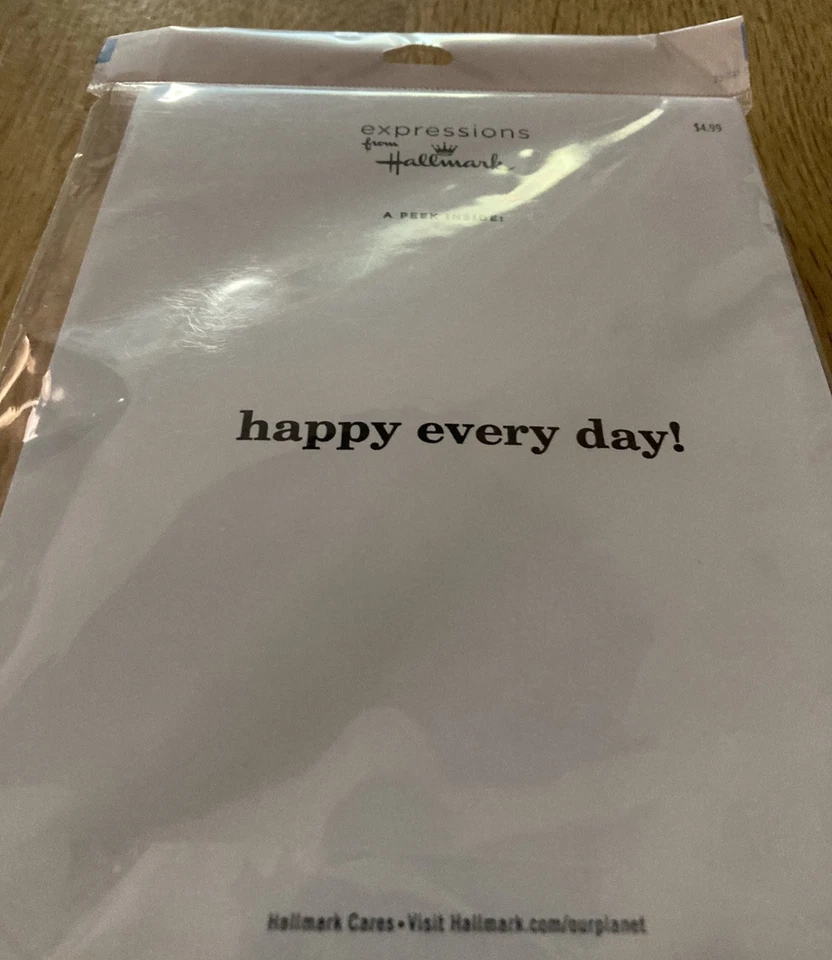 expressions
from
Hallmark
$4.99
A PEEK INSIDE!
happy every day!
Hallmark Cares • Visit Hallmark.com/ourplanet